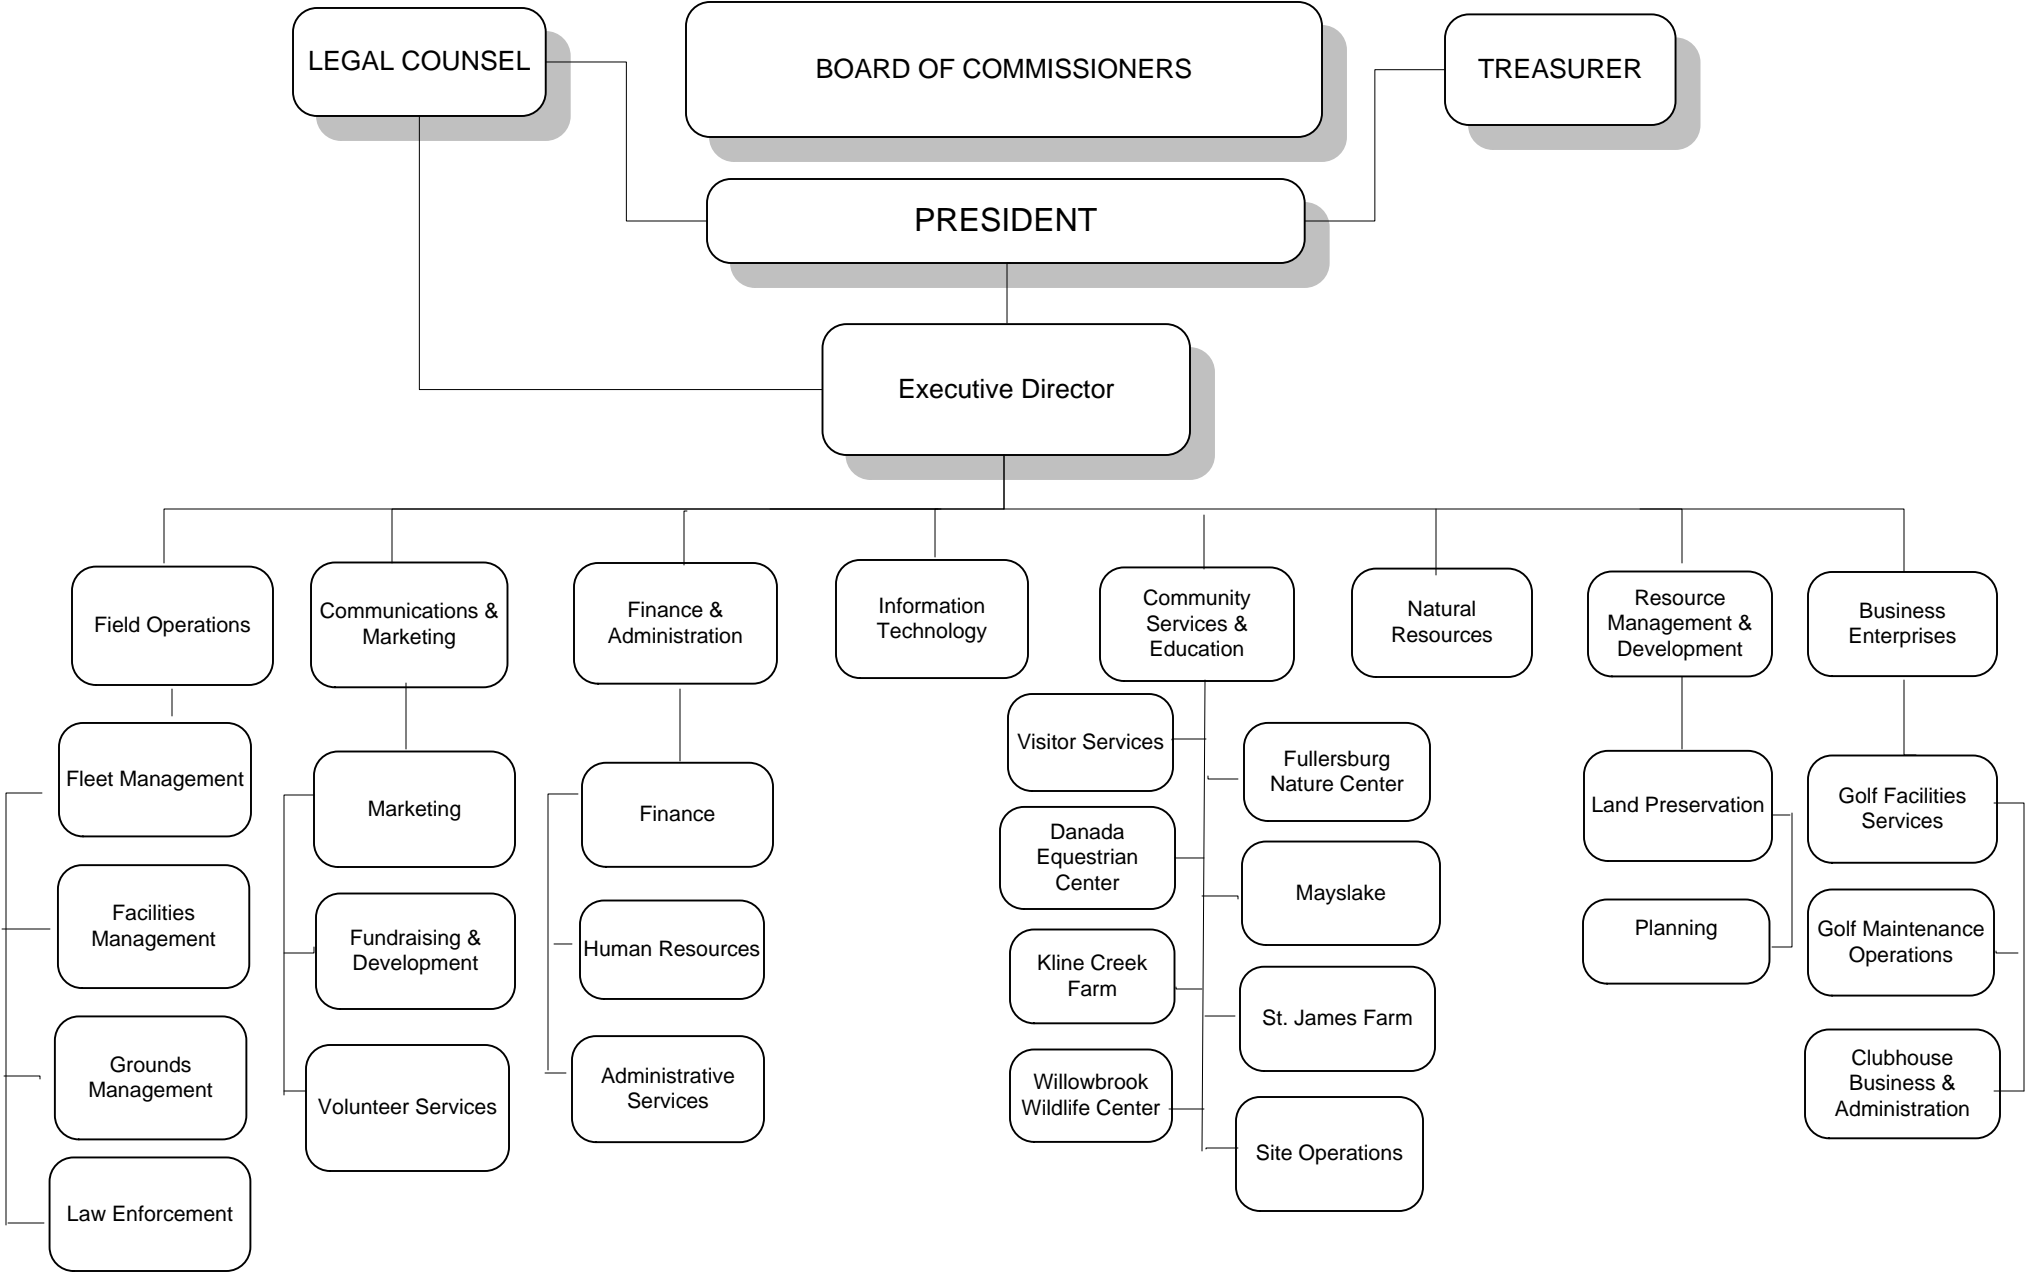 LEGAL COUNSEL
BOARD OF COMMISSIONERS
TREASURER
PRESIDENT
Executive Director
Field Operations
Communications &
Marketing
Finance &
Administration
Information
Technology
Community
Services &
Education
Natural
Resources
Resource
Management &
Development
Business
Enterprises
Fleet Management
Facilities
Management
Grounds
Management
Law Enforcement
Marketing
Fundraising &
Development
Volunteer Services
Finance
Human Resources
Administrative
Services
Visitor Services
Danada
Equestrian
Center
Kline Creek
Farm
Willowbrook
Wildlife Center
Fullersburg
Nature Center
Mayslake
St. James Farm
Site Operations
Land Preservation
Planning
Golf Facilities
Services
Golf Maintenance
Operations
Clubhouse
Business &
Administration